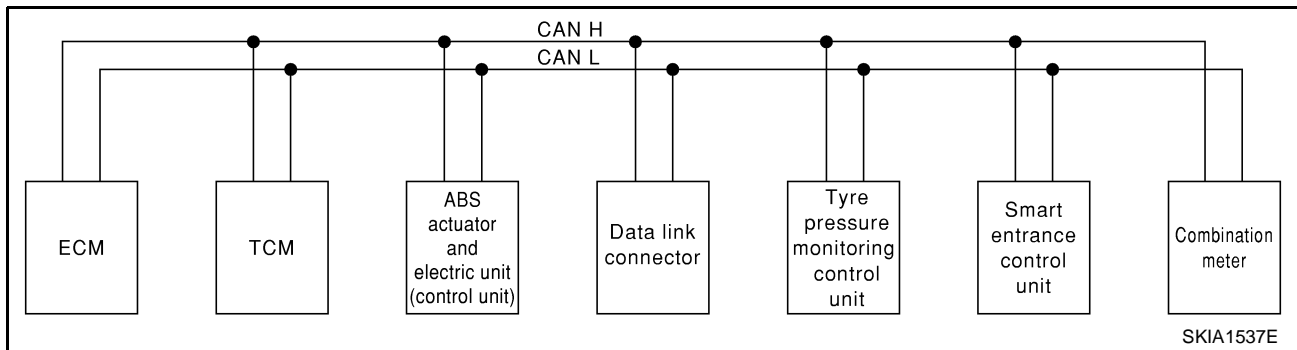 CAN H
CAN L
ECM
TCM
ABS
actuator
and
electric unit
(control unit)
Data link
connector
Tyre
pressure
monitoring
control
unit
Smart
entrance
control
unit
Combination
meter
SKIA1537E